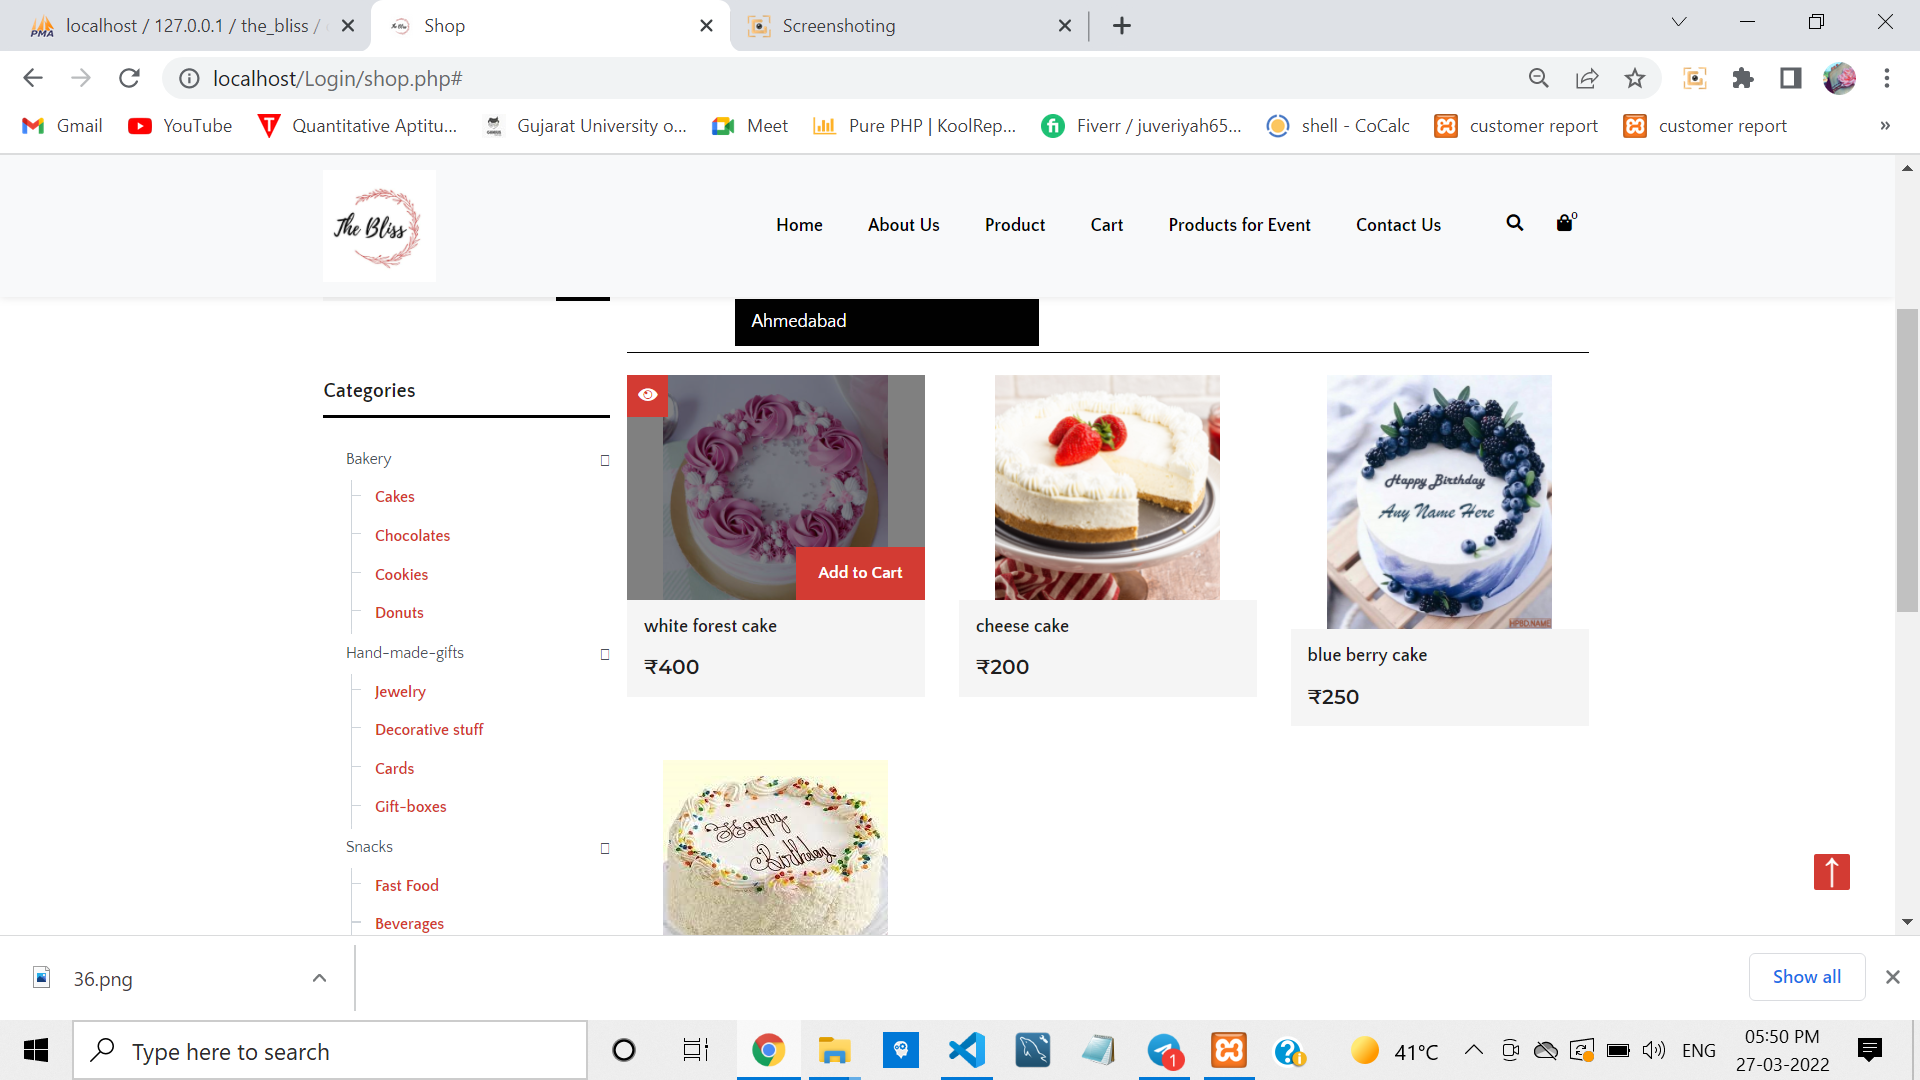 localhost / 127.0.0.1 / the_bliss /
Shop
Screenshoting
localhost/Login/shop.php#
Gmail
YouTube
Quantitative Aptitu...
Gujarat University o...
Meet
Pure PHP | KoolRep...
Fiverr / juveriyah65...
shell - CoCalc
customer report
customer report
»
The Bliss
Home
About Us
Product
Cart
Products for Event
Contact Us
0
Ahmedabad
Categories
Bakery
Cakes
Chocolates
Cookies
Donuts
Hand-made-gifts
Jewelry
Decorative stuff
Cards
Gift-boxes
Snacks
Fast Food
Beverages
Add to Cart
white forest cake
₹400
cheese cake
₹200
Happy Birthday
Any Name Here
HPBD.NAME
blue berry cake
₹250
Happy
Birthday
36.png
Show all
Type here to search
1
41°C
ENG
05:50 PM
27-03-2022